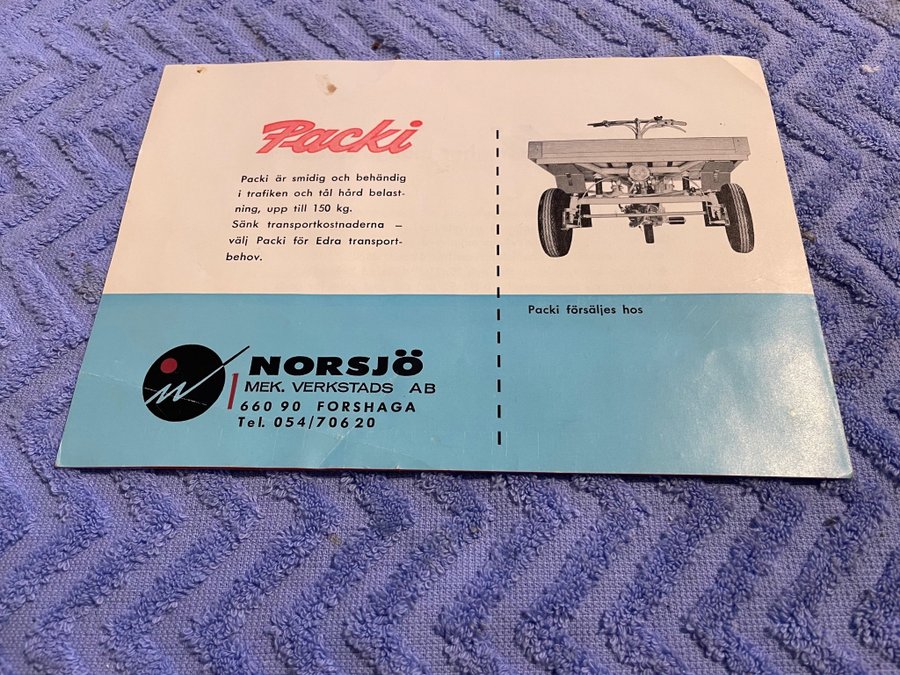 Packi
Packi är smidig och behändig
i trafiken och tål hård belast-
ning, upp till 150 kg.
Sänk transportkostnaderna –
välj Packi för Edra transport-
behov.
Packi försäljes hos
NORSJÖ
MEK. VERKSTADS AB
660 90 FORSHAGA
Tel. 054/706 20